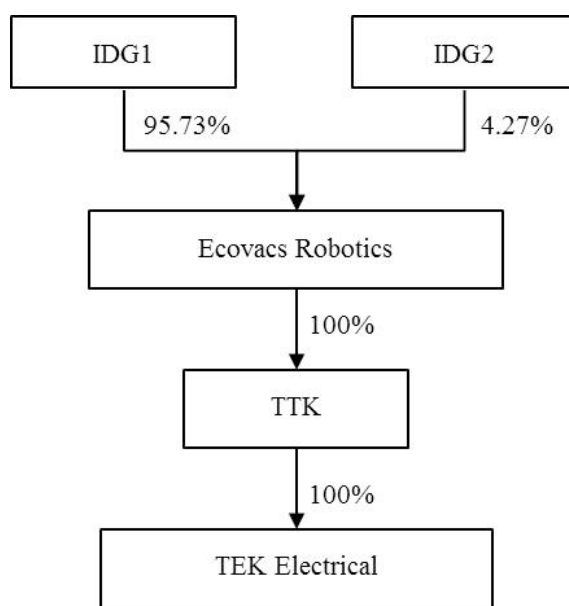 IDG1
IDG2
95.73%
4.27%
Ecovacs Robotics
100%
TTK
100%
TEK Electrical